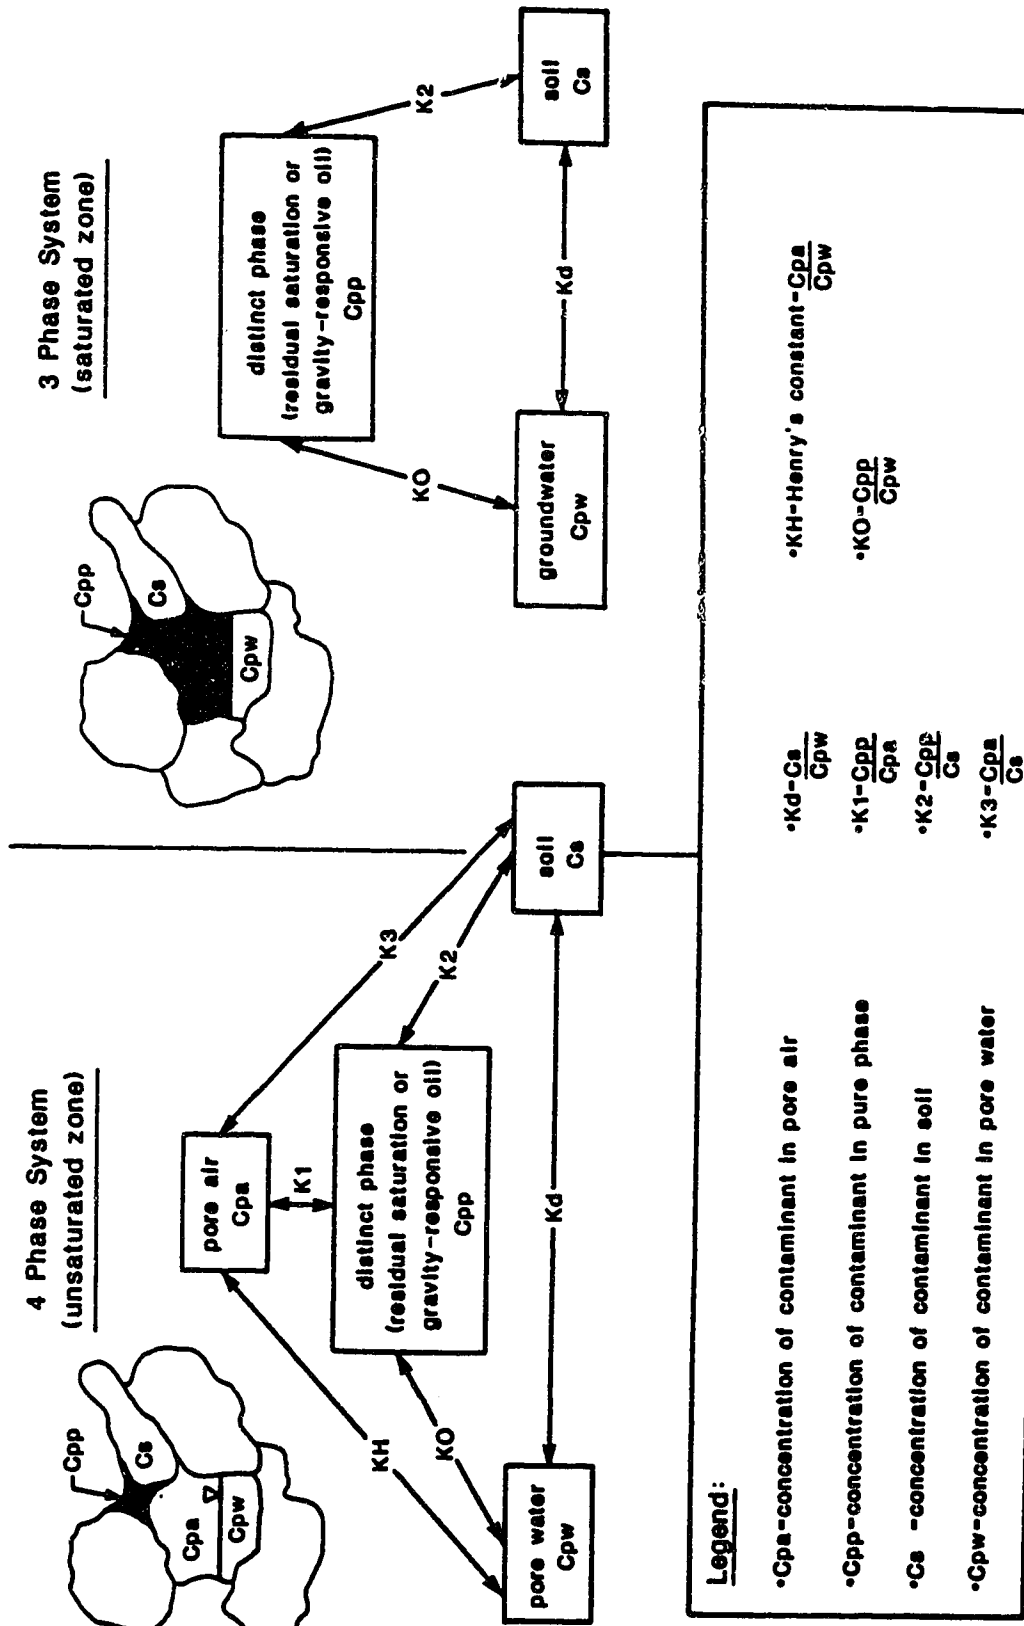 4 Phase System
(unsaturated zone)
Cpp
Cs
Cpa
Cpw
pore air
Cpa
K1
K3
KH
distinct phase
(residual saturation or
gravity-responsive oil)
Cpp
KO
K2
pore water
Cpw
Kd
soil
Cs
3 Phase System
(saturated zone)
Cpp
Cs
Cpw
distinct phase
(residual saturation or
gravity-responsive oil)
Cpp
KO
K2
groundwater
Cpw
Kd
soil
Cs
Legend:
•Cpa-concentration of contaminant in pore air
•Cpp-concentration of contaminant in pure phase
•Cs -concentration of contaminant in soil
•Cpw-concentration of contaminant in pore water
•Kd-Cs
Cpw
•K1-Cpp
Cpa
•K2-Cpp
Cs
•K3-Cpa
Cs
•KH-Henry's constant-Cpa
Cpw
•KO-Cpp
Cpw